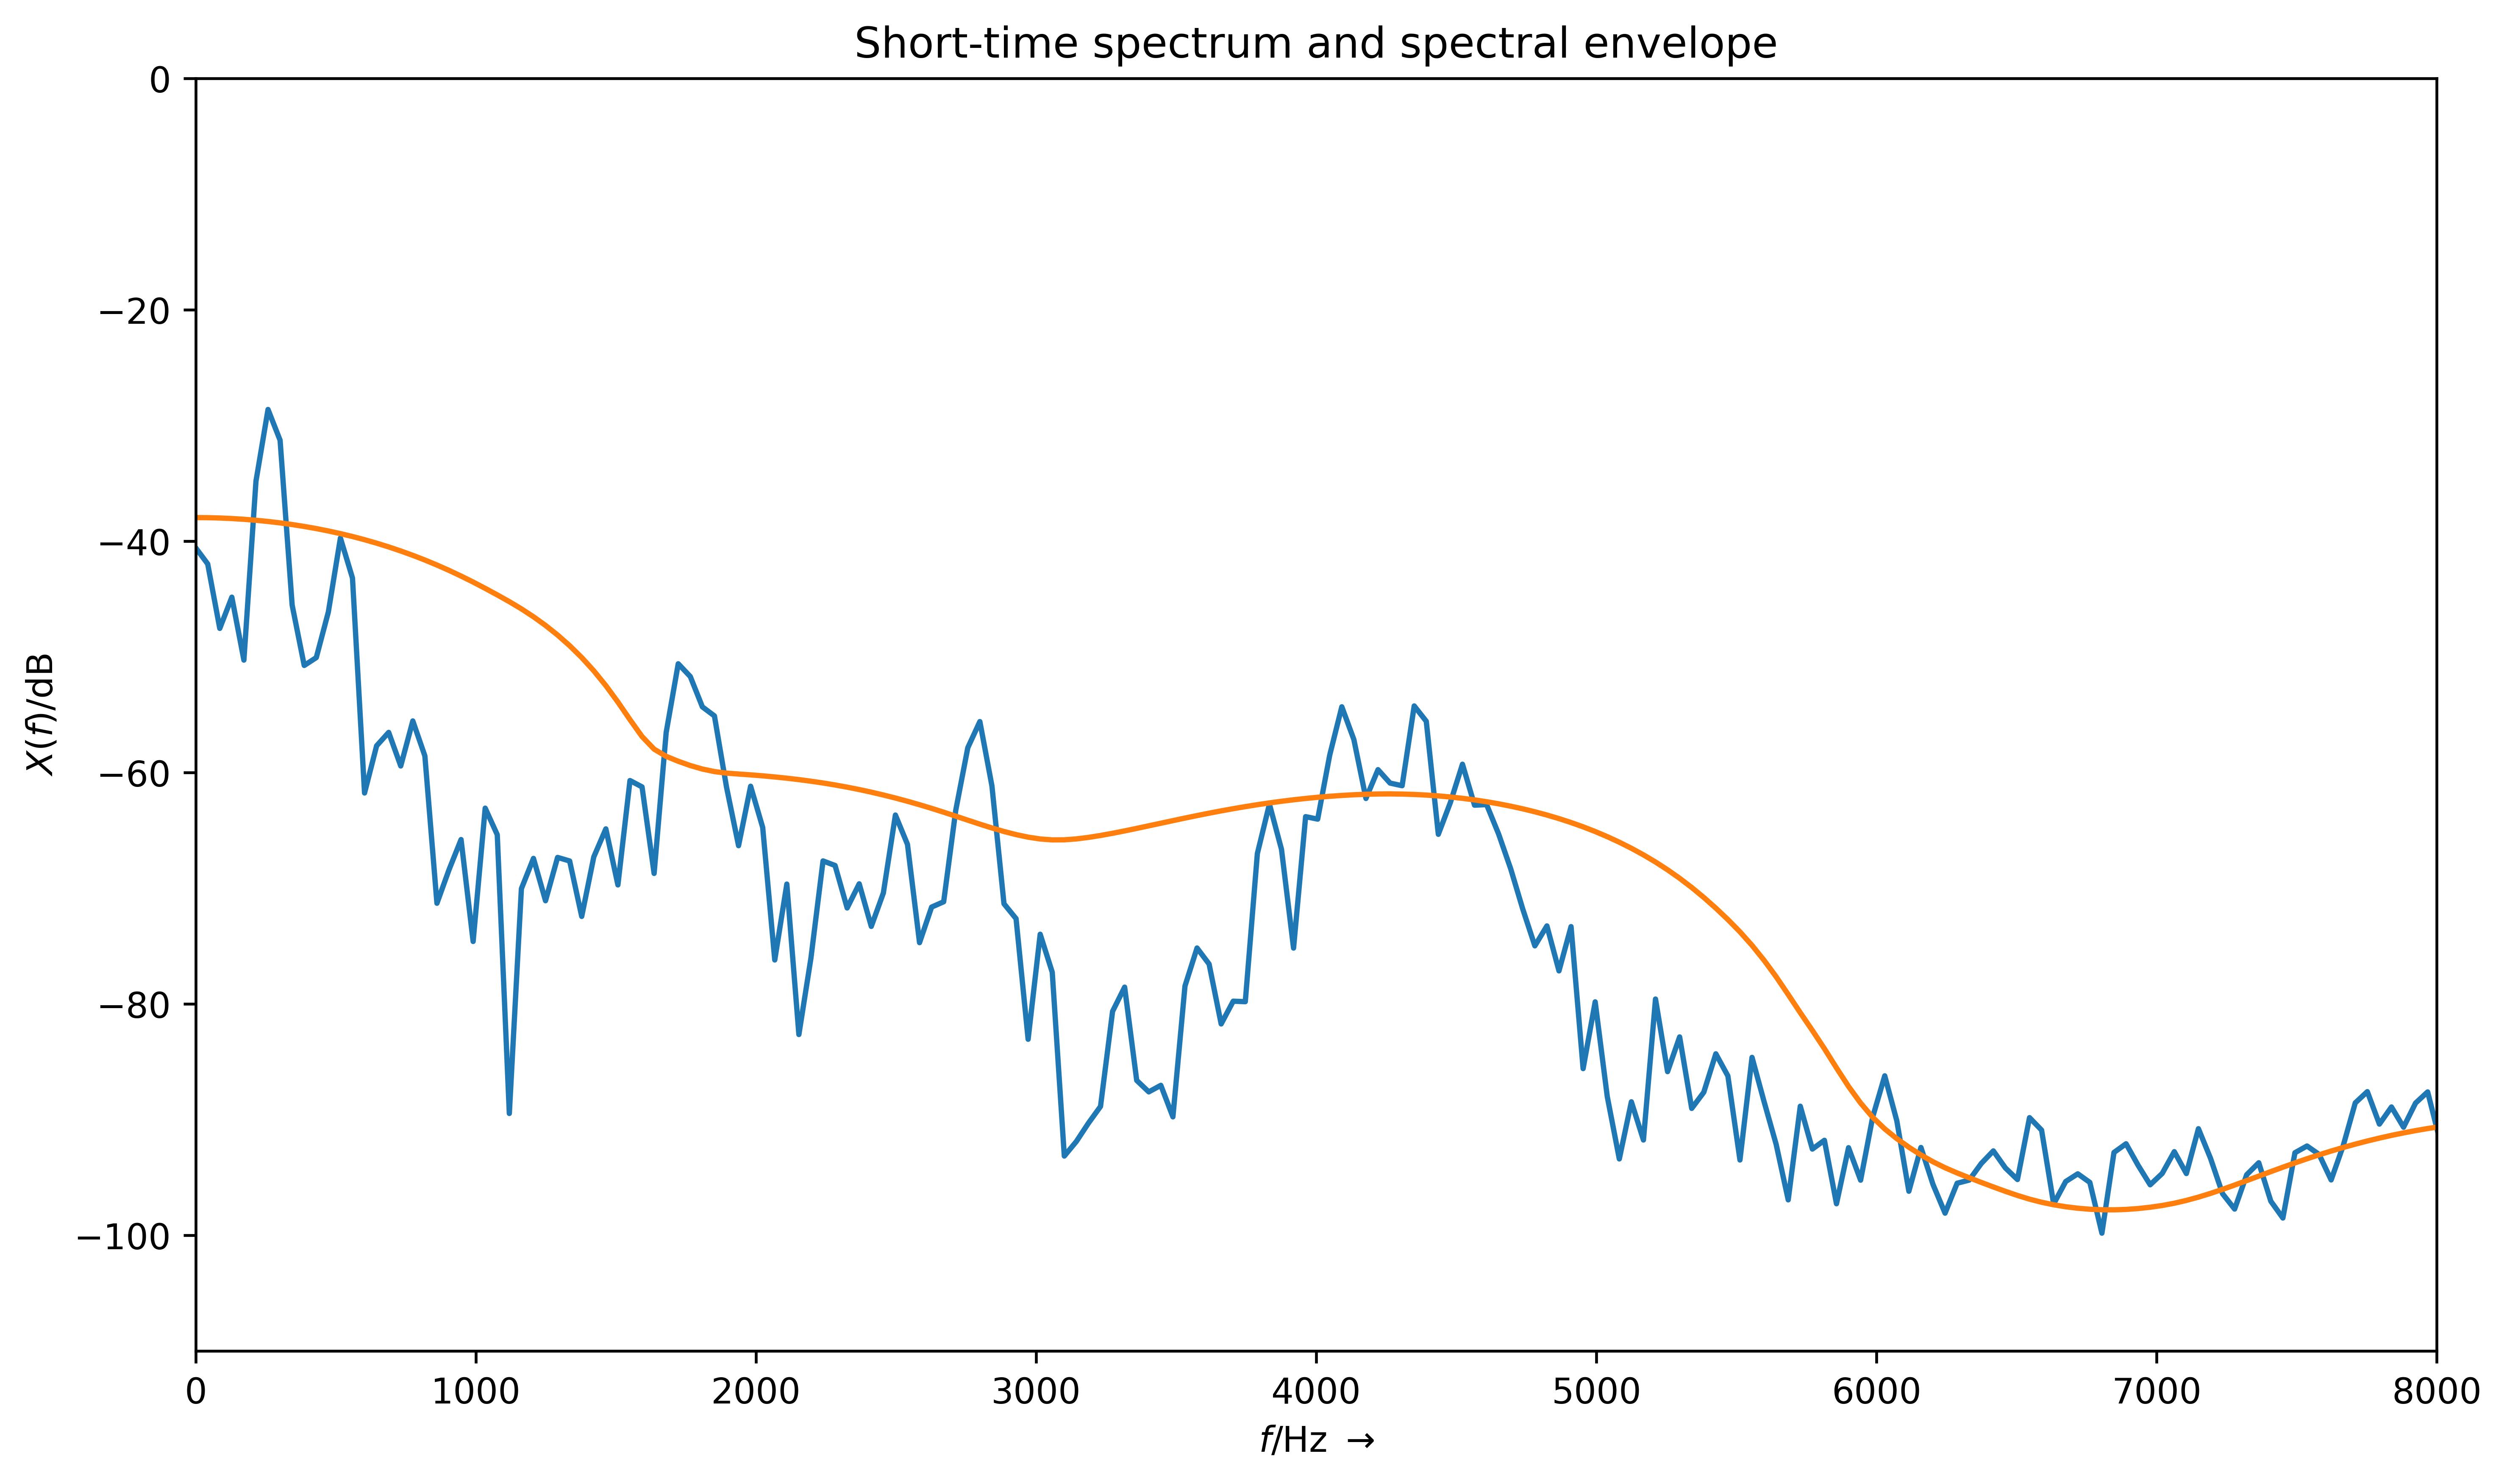 Short-time spectrum and spectral envelope
0
−20
−40
−60
−80
−100
X(f)/dB
0 1000 2000 3000 4000 5000 6000 7000 8000
f/Hz →